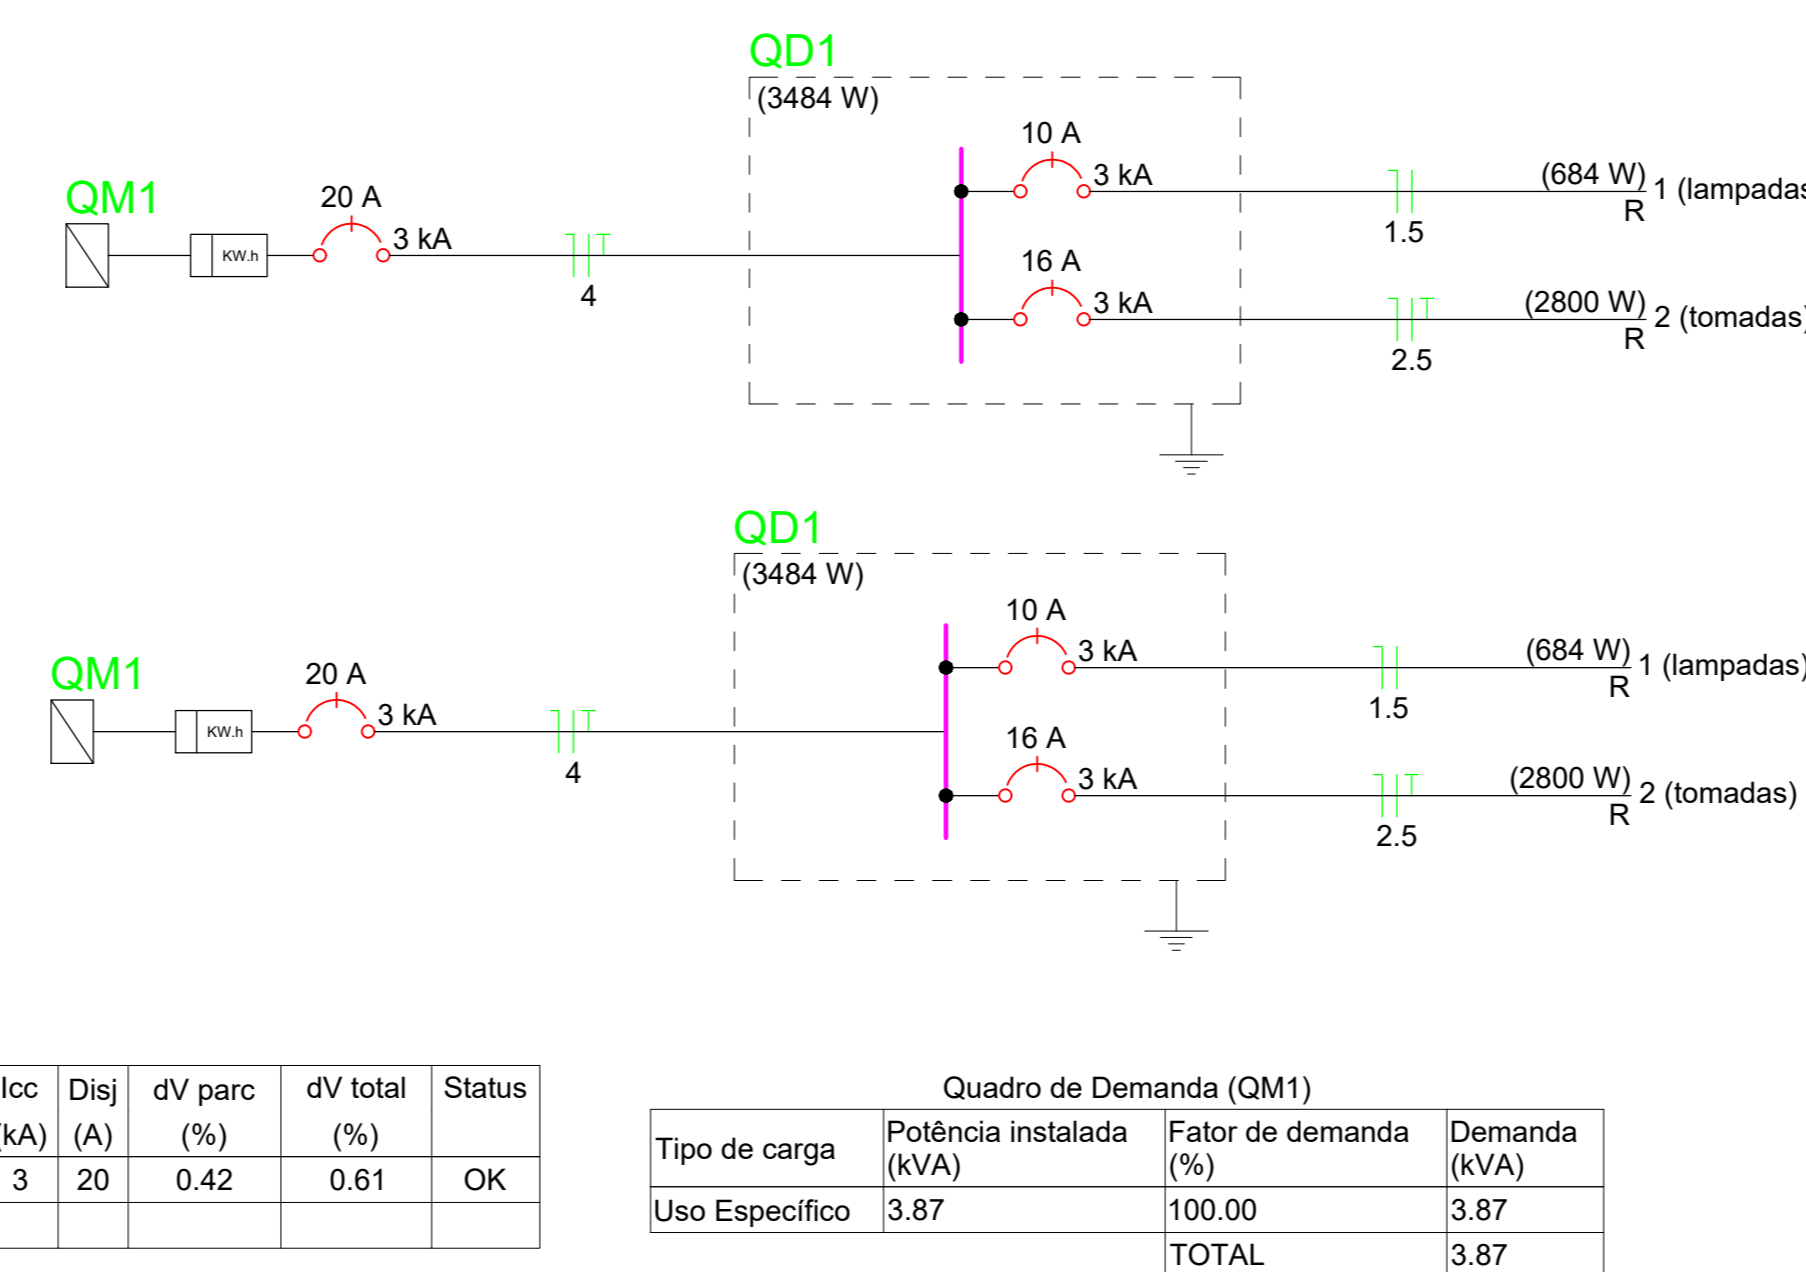 QD1
(3484 W)
10 A
3 kA
(684 W)
1 (lampadas
R
1.5
QM1
20 A
3 kA
KW.h
4
16 A
3 kA
(2800 W)
2 (tomadas)
R
2.5
QD1
(3484 W)
10 A
3 kA
(684 W)
1 (lampadas)
R
1.5
QM1
20 A
3 kA
KW.h
4
16 A
3 kA
(2800 W)
2 (tomadas)
R
2.5
Icc Disj dV parc dV total Status
(kA) (A) (%) (%)
3 20 0.42 0.61 OK
Quadro de Demanda (QM1)
Tipo de carga Potência instalada (kVA) Fator de demanda (%) Demanda (kVA)
Uso Específico 3.87 100.00 3.87
TOTAL 3.87